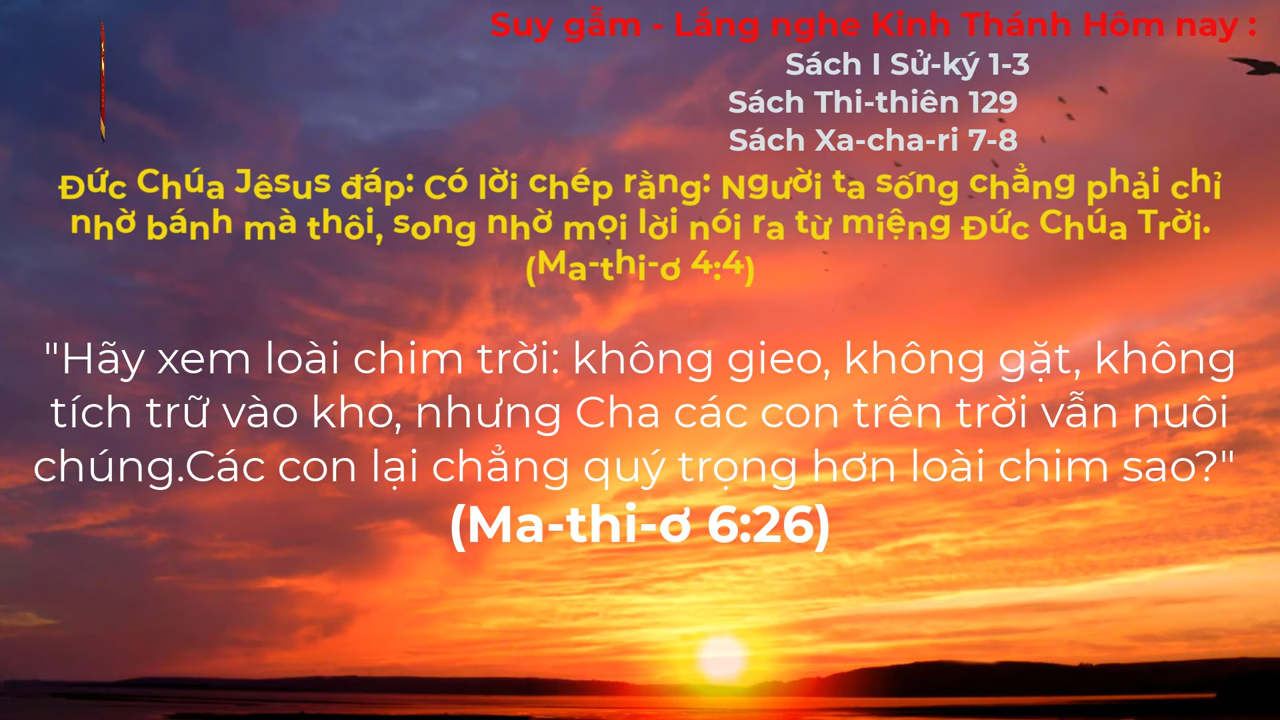 Suy gẫm - Lắng nghe Kinh Thánh Hôm nay :
Sách I Sử-ký 1-3
Sách Thi-thiên 129
Sách Xa-cha-ri 7-8
Đức Chúa Jêsus đáp: Có lời chép rằng: Người ta sống chẳng phải chỉ
nhờ bánh mà thôi, song nhờ mọi lời nói ra từ miệng Đức Chúa Trời.
(Ma-thi-ơ 4:4)
"Hãy xem loài chim trời: không gieo, không gặt, không
tích trữ vào kho, nhưng Cha các con trên trời vẫn nuôi
chúng.Các con lại chẳng quý trọng hơn loài chim sao?"
(Ma-thi-ơ 6:26)